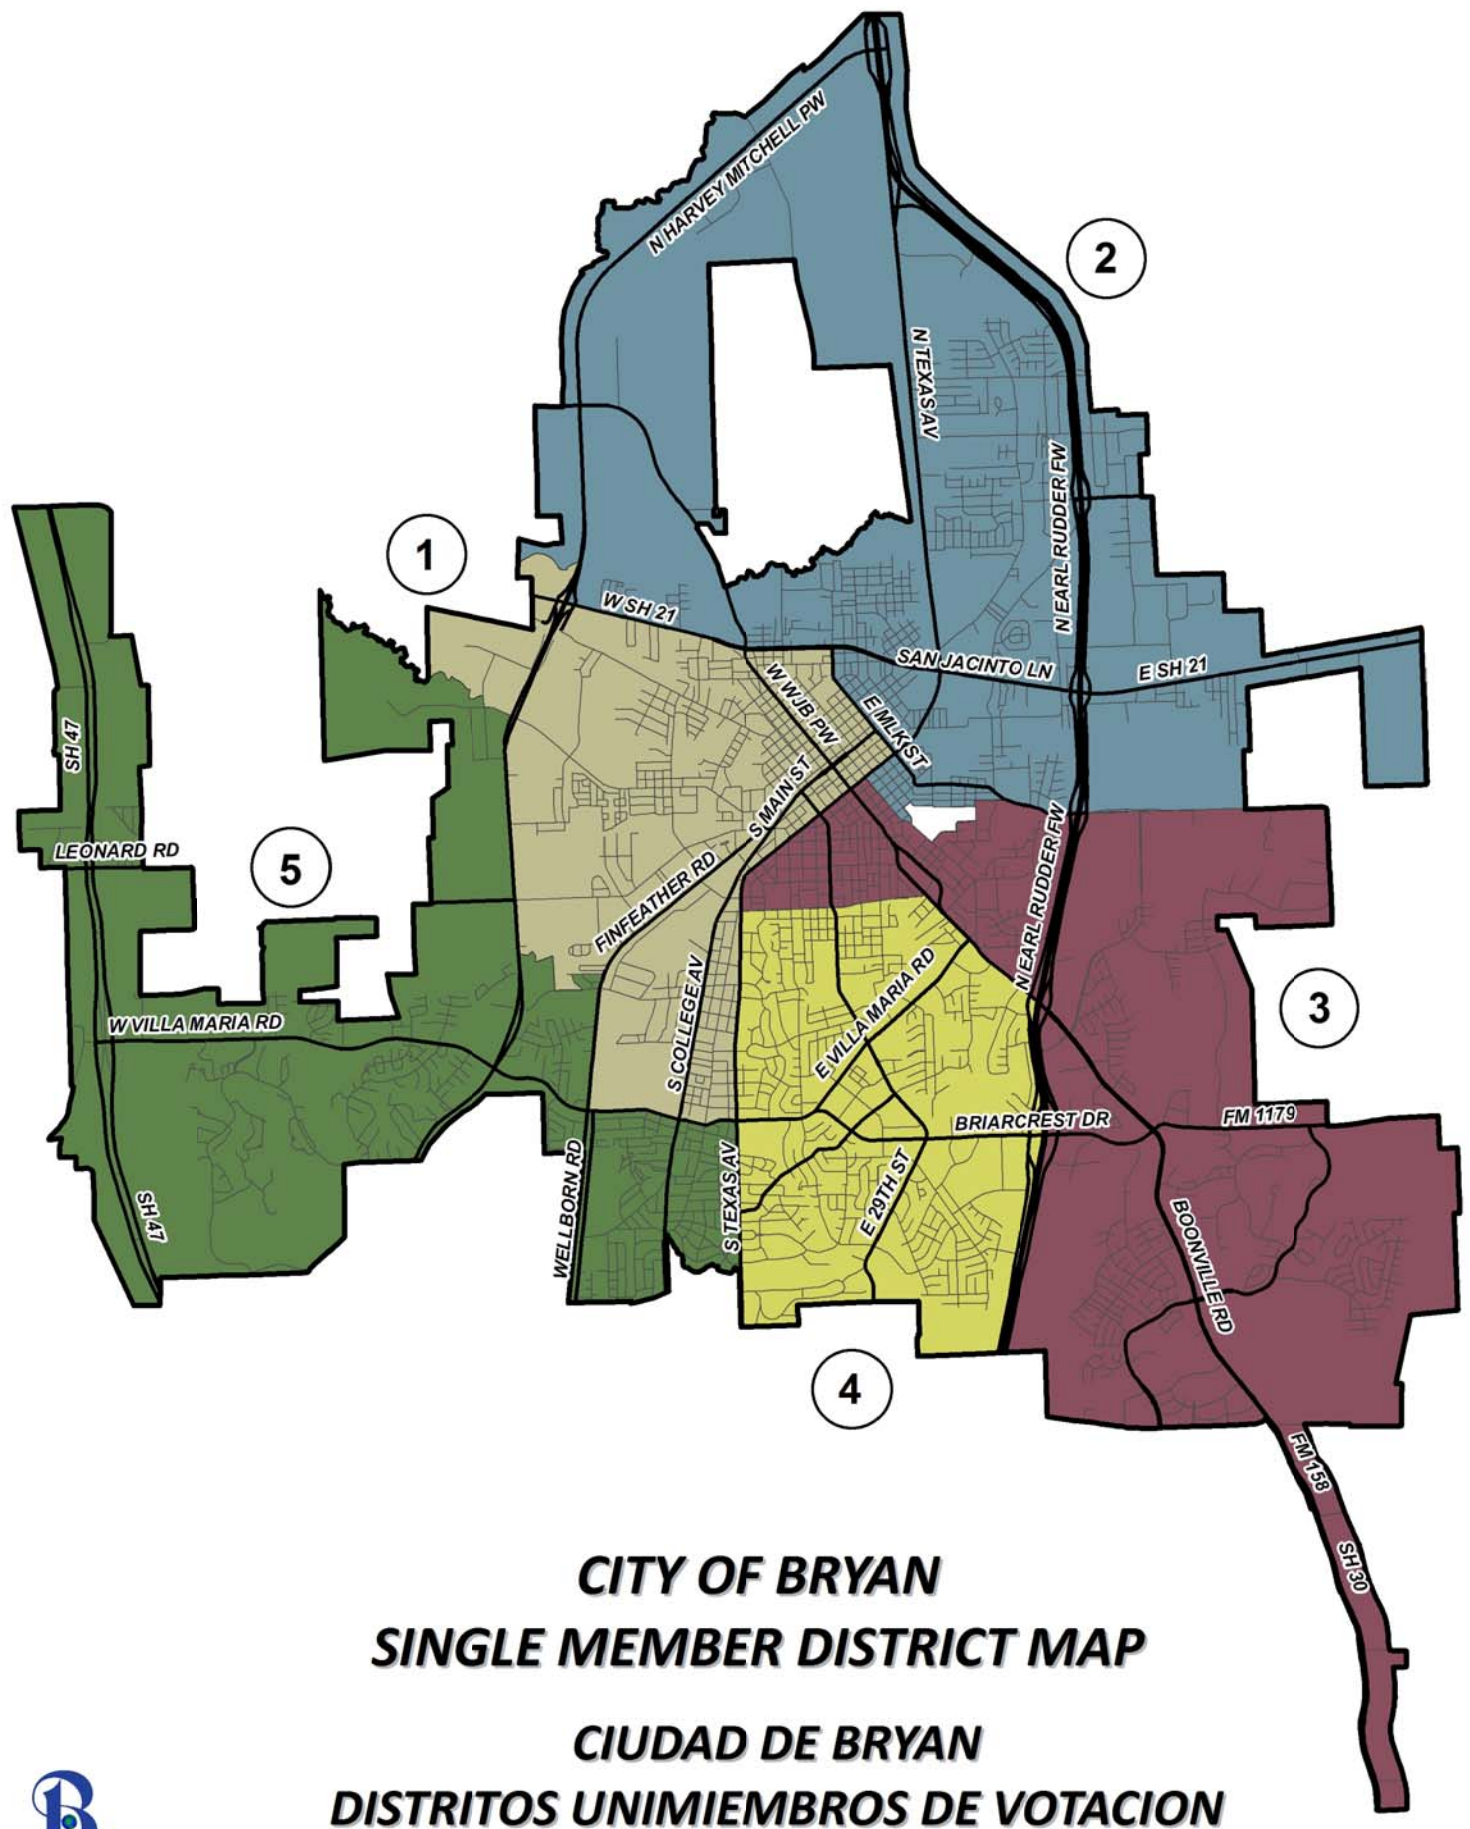 N HARVEY MITCHELL PW
2
N TEXAS AV
N EARL RUDDER FW
1
W SH 21
SAN JACINTO LN
E SH 21
W WJB PW
E MLK ST
SH 47
S MAIN ST
LEONARD RD
5
FINFEATHER RD
N EARL RUDDER FW
S COLLEGE AV
E VILLA MARIA RD
3
W VILLA MARIA RD
BRIARCREST DR
FM 1179
SH 47
WELLBORN RD
S TEXAS AV
E 29TH ST
BOONVILLE RD
4
FM 158
SH 30
CITY OF BRYAN
SINGLE MEMBER DISTRICT MAP
CIUDAD DE BRYAN
DISTRITOS UNIMIEMBROS DE VOTACION
B